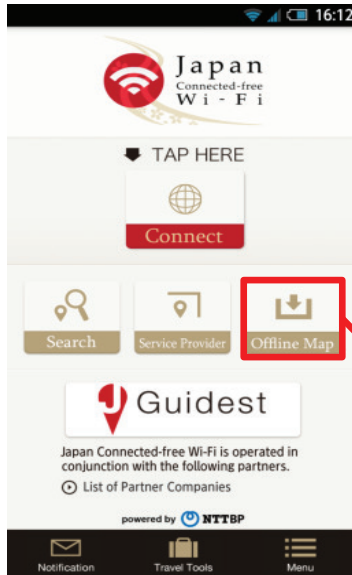 16:12
Japan
Connected-free
Wi-Fi
TAP HERE
Connect
Search
Service Provider
Offline Map
J Guidest
Japan Connected-free Wi-Fi is operated in
conjunction with the following partners.
List of Partner Companies
powered by NTTBP
Notification
Travel Tools
Menu